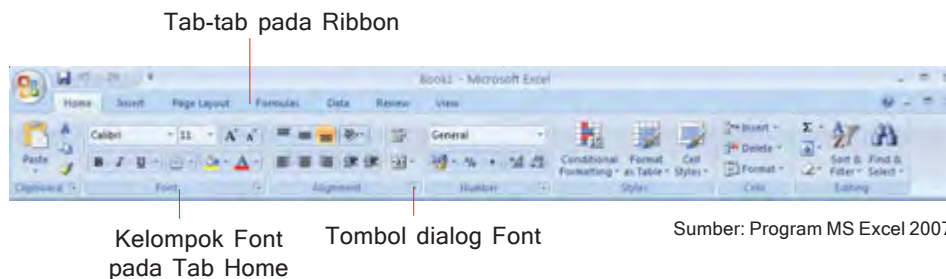 Tab-tab pada Ribbon
Book1 - Microsoft Excel
Home Insert Page Layout Formulas Data Review View
Calibri 11 A A General Insert Σ
Paste B I U A % Conditional Formatting Format as Table Cell Styles Delete Format Sort & Filter Find & Select
Clipboard Font Alignment Number Styles Cells Editing
Kelompok Font
pada Tab Home
Tombol dialog Font
Sumber: Program MS Excel 2007